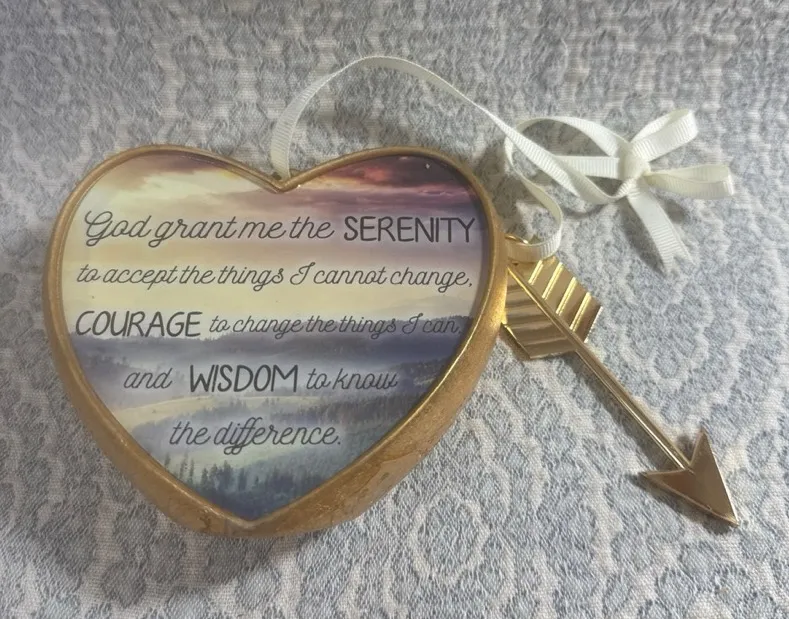 God grant me the SERENITY
to accept the things I cannot change,
COURAGE to change the things I can,
and WISDOM to know
the difference.